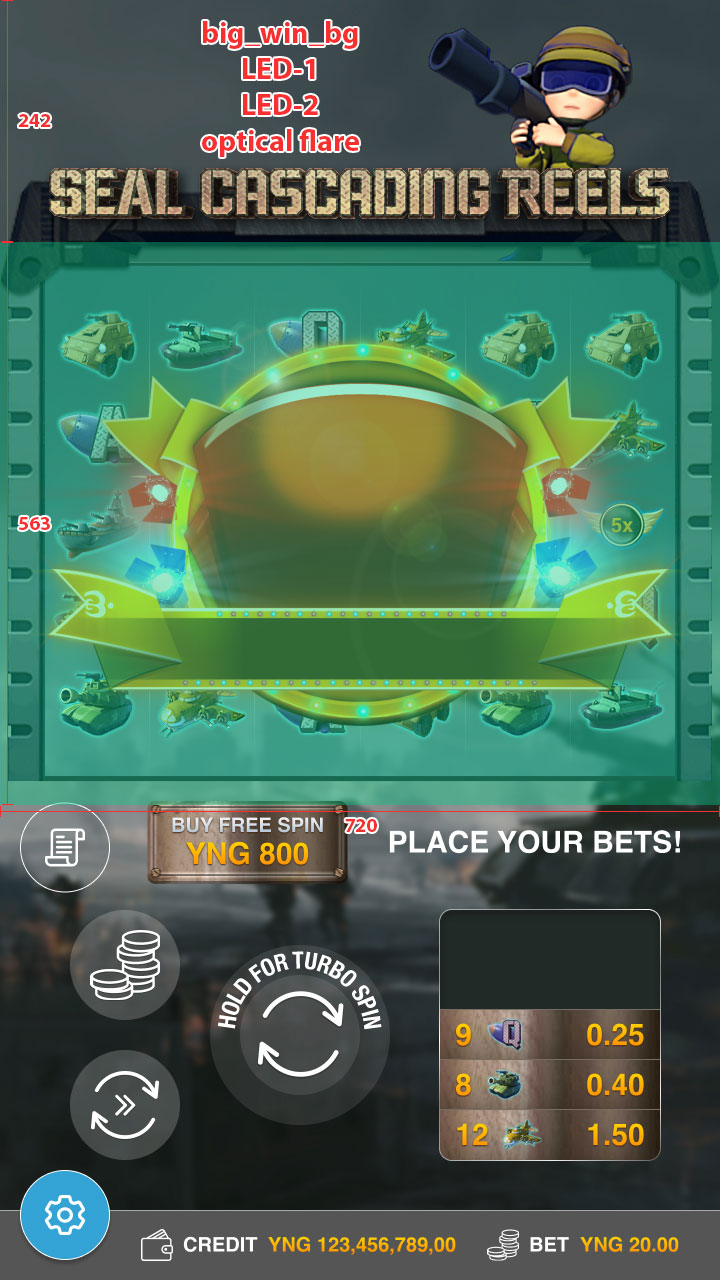 big_win_bg
LED-1
LED-2
optical flare
242
SEAL CASCADING REELS
Q
A
563
5x
BUY FREE SPIN
YNG 800
720
PLACE YOUR BETS!
HOLD FOR TURBO SPIN
9 Q 0.25
8 0.40
12 1.50
CREDIT YNG 123,456,789,00
BET YNG 20.00